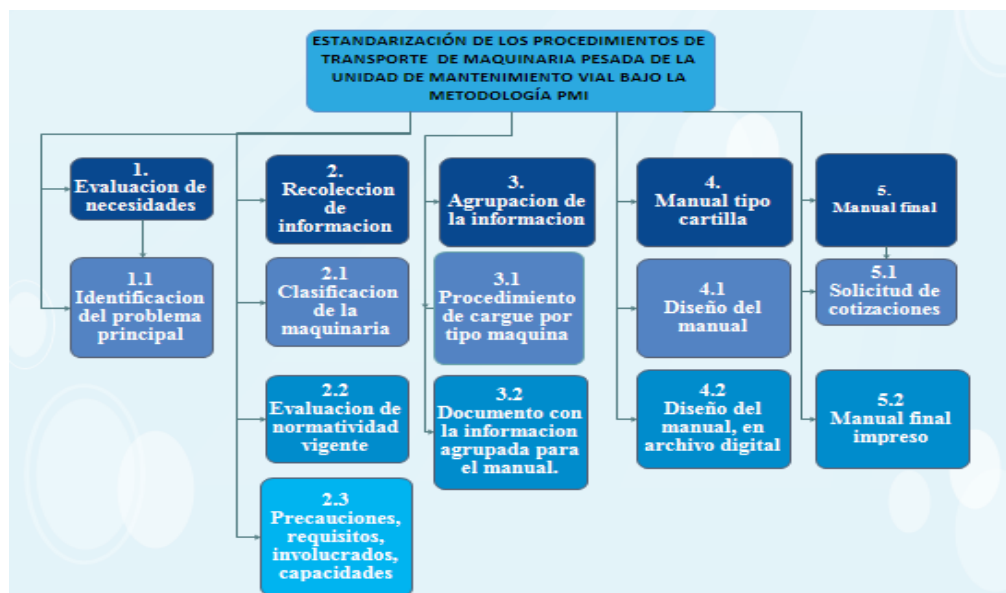 ESTANDARIZACIÓN DE LOS PROCEDIMIENTOS DE
TRANSPORTE DE MAQUINARIA PESADA DE LA
UNIDAD DE MANTENIMIENTO VIAL BAJO LA
METODOLOGÍA PMI
1.
Evaluacion de
necesidades
1.1
Identificacion
del problema
principal
2.
Recoleccion
de
informacion
2.1
Clasificacion
de la
maquinaria
2.2
Evaluacion de
normatividad
vigente
2.3
Precauciones,
requisitos,
involucrados,
capacidades
3.
Agrupacion de
la informacion
3.1
Procedimiento
de cargue por
tipo maquina
3.2
Documento con
la informacion
agrupada para
el manual.
4.
Manual tipo
cartilla
4.1
Diseño del
manual
4.2
Diseño del
manual, en
archivo digital
5.
Manual final
5.1
Solicitud de
cotizaciones
5.2
Manual final
impreso